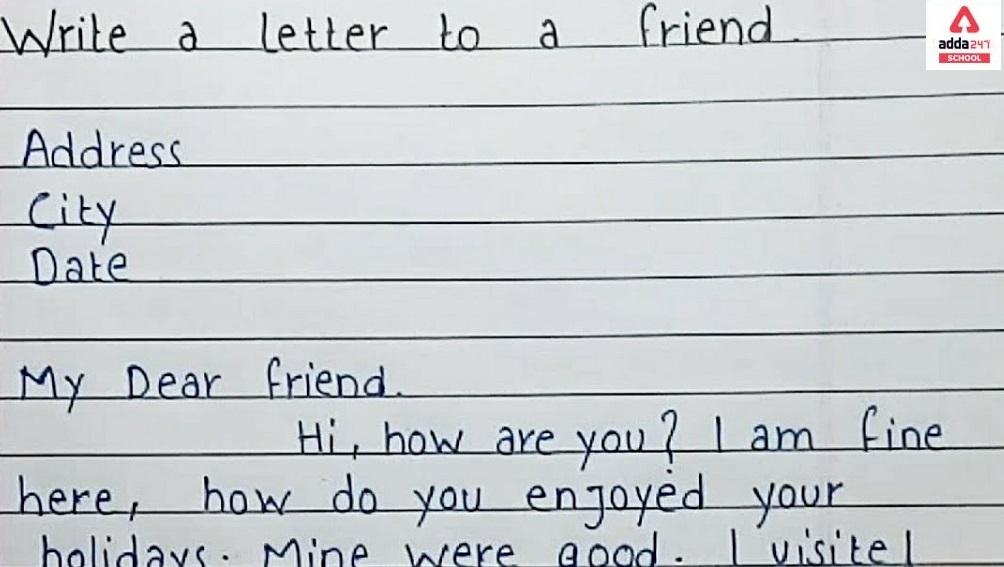 Write a letter to a friend.
adda247
SCHOOL
Address
City
Date
My Dear friend.
Hi, how are you? I am fine
here, how do you enjoyed your
holidays. Mine were good. I